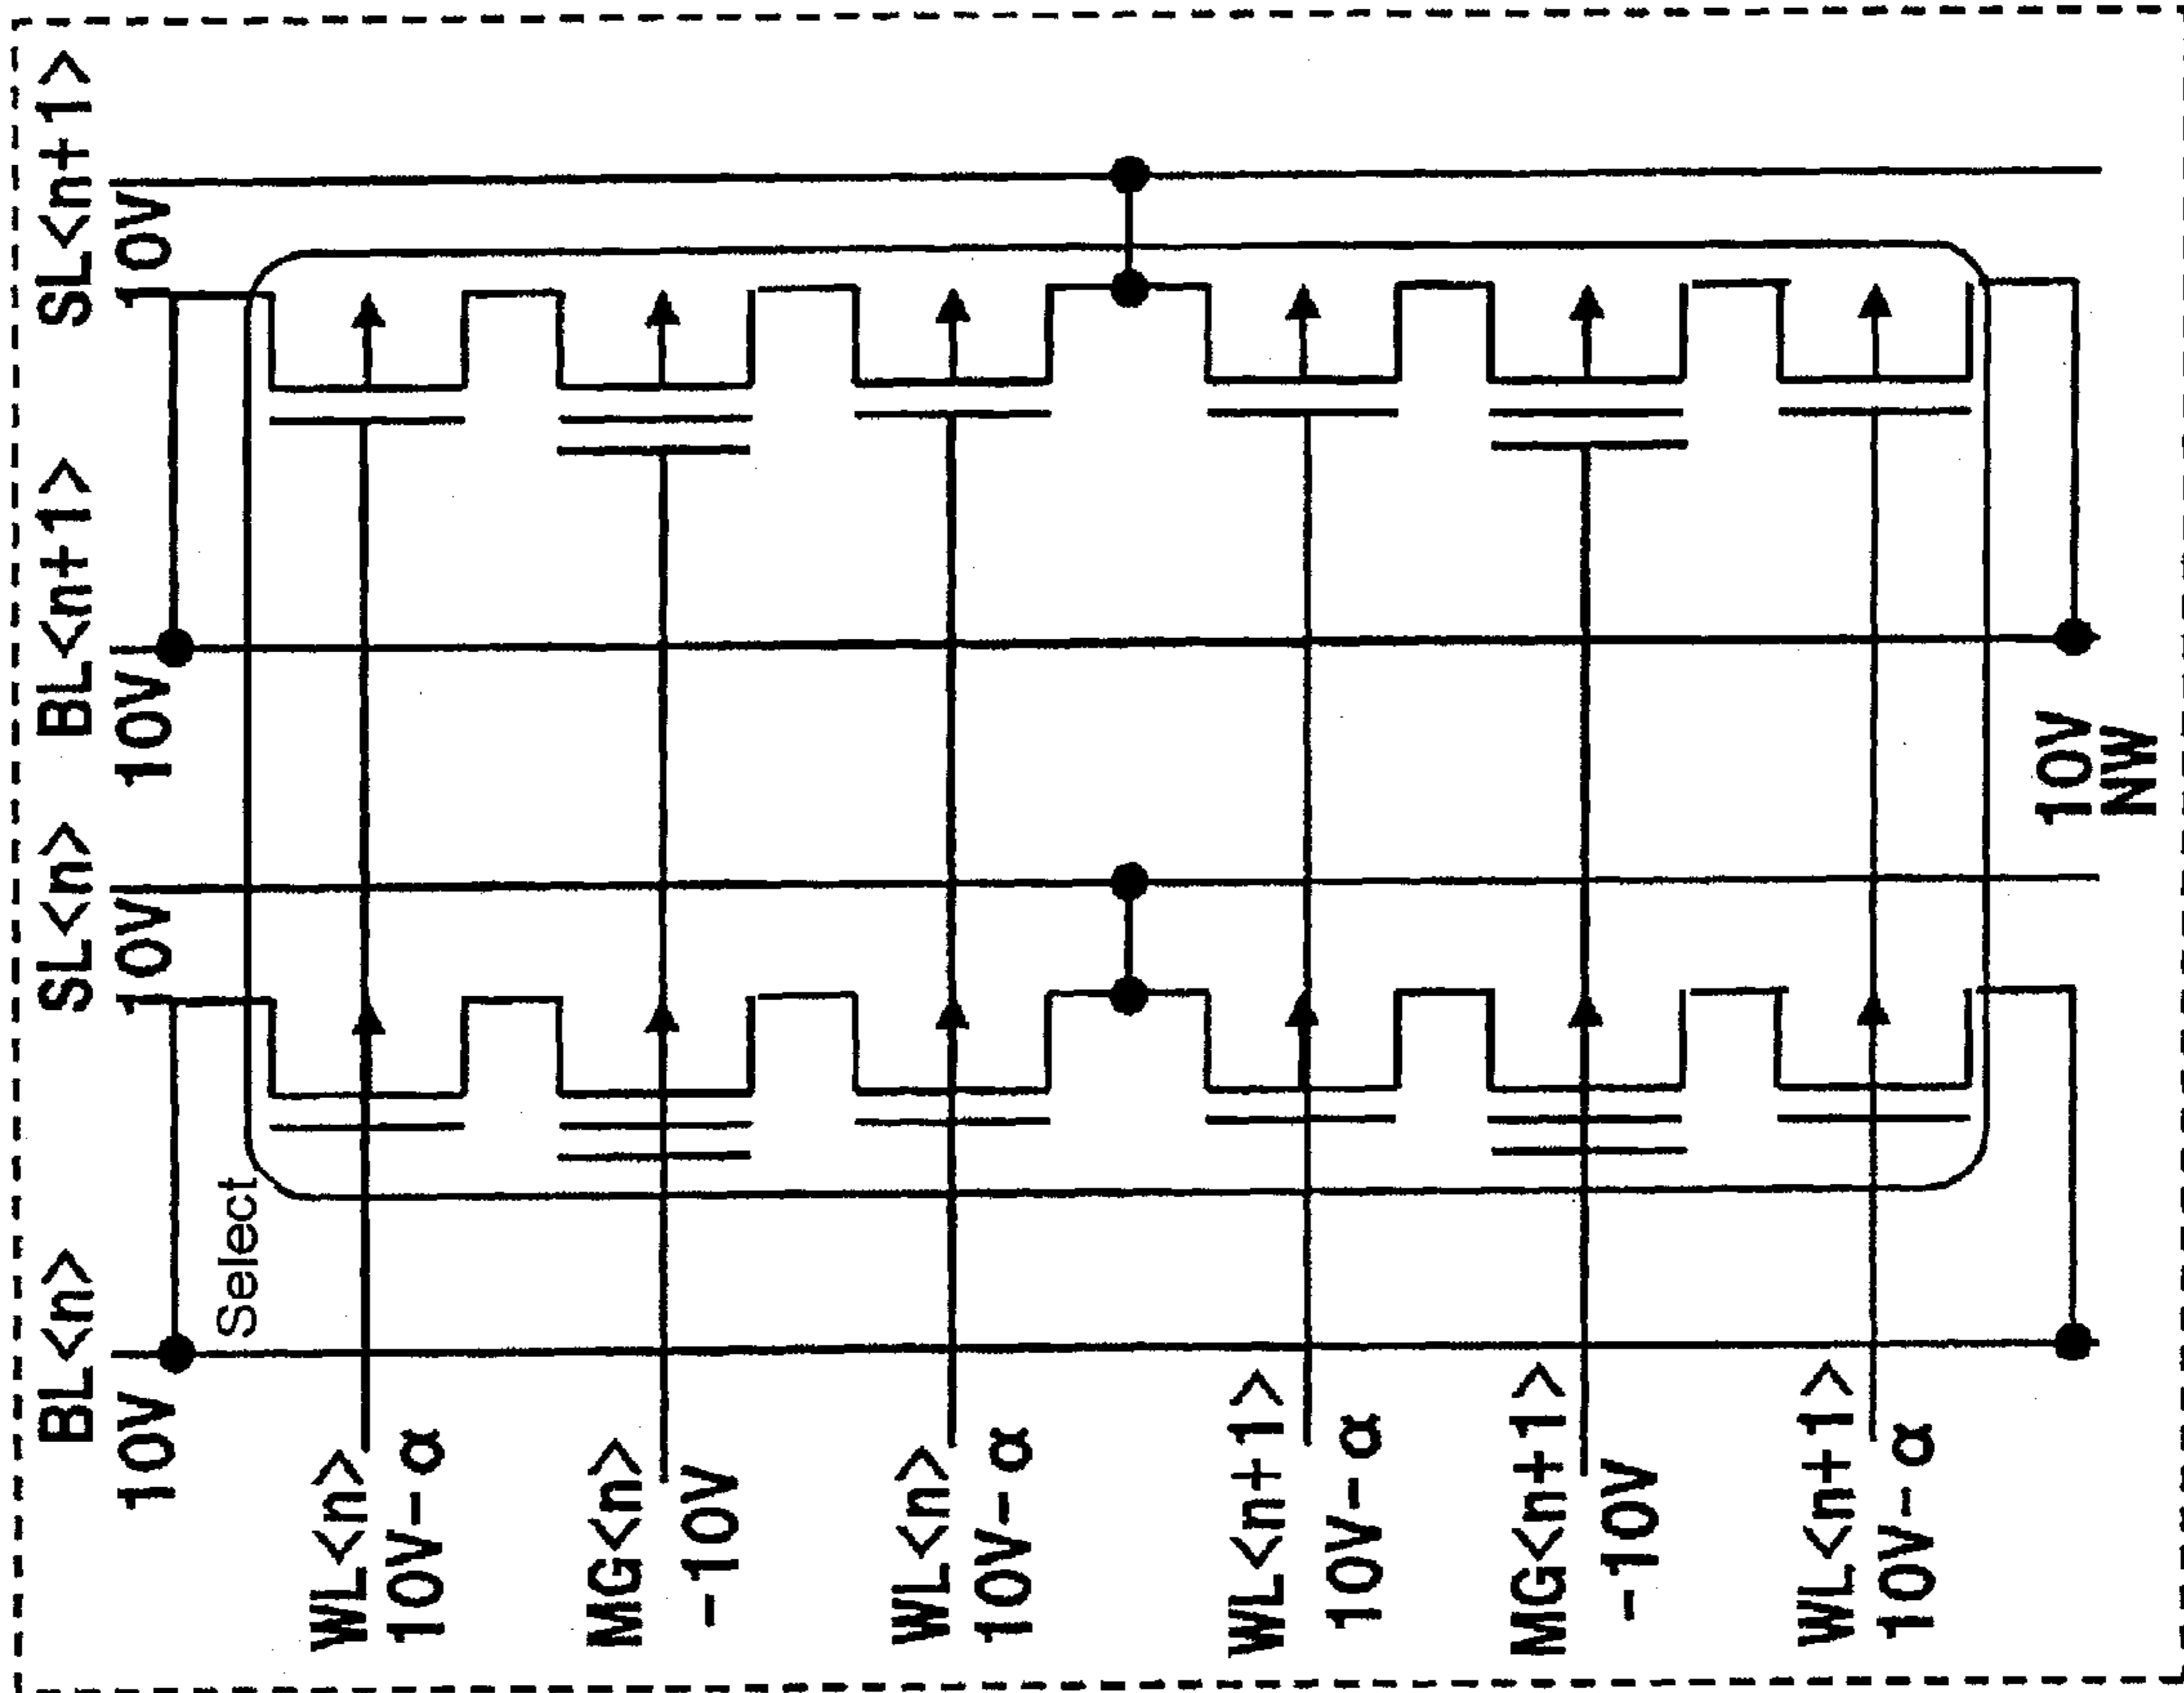 BL<n>
10V
SL<n>
10V
BL<n+1>
10V
SL<n+1>
10V
Select
WL<n>
10V-α
MG<n>
-10V
WL<n>
10V-α
WL<n+1>
10V-α
MG<n+1>
-10V
WL<n+1>
10V-α
10V
NW